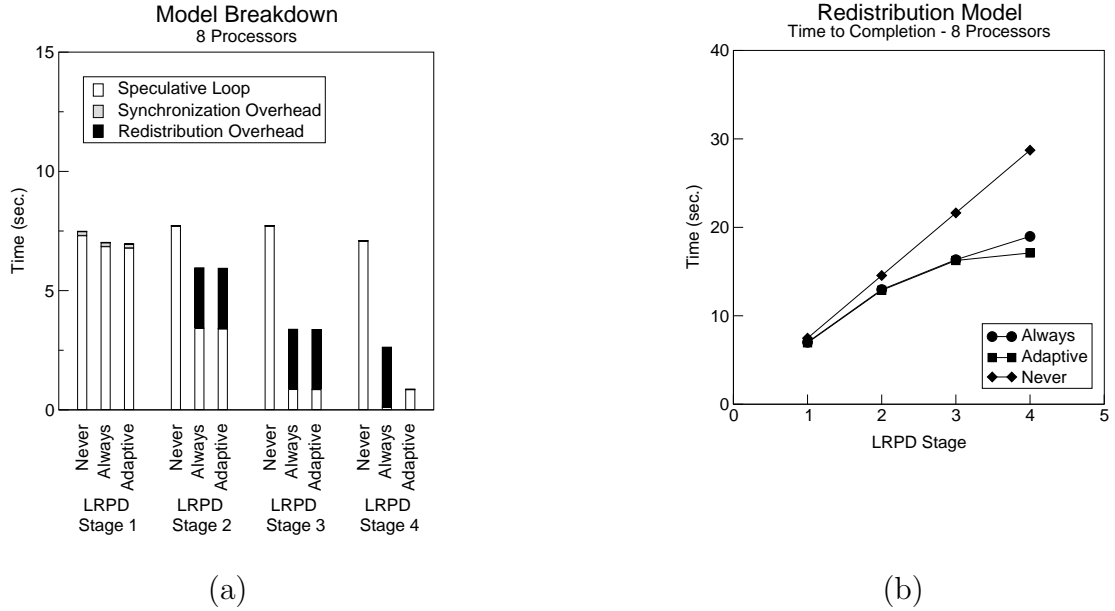 Model Breakdown
8 Processors
15
10
5
0
Time (sec.)
Speculative Loop
Synchronization Overhead
Redistribution Overhead
Never
Always
Adaptive
Never
Always
Adaptive
Never
Always
Adaptive
Never
Always
Adaptive
LRPD
Stage 1
LRPD
Stage 2
LRPD
Stage 3
LRPD
Stage 4
(a)
Redistribution Model
Time to Completion - 8 Processors
40
30
20
10
0
Time (sec.)
0 1 2 3 4 5
LRPD Stage
Always
Adaptive
Never
(b)